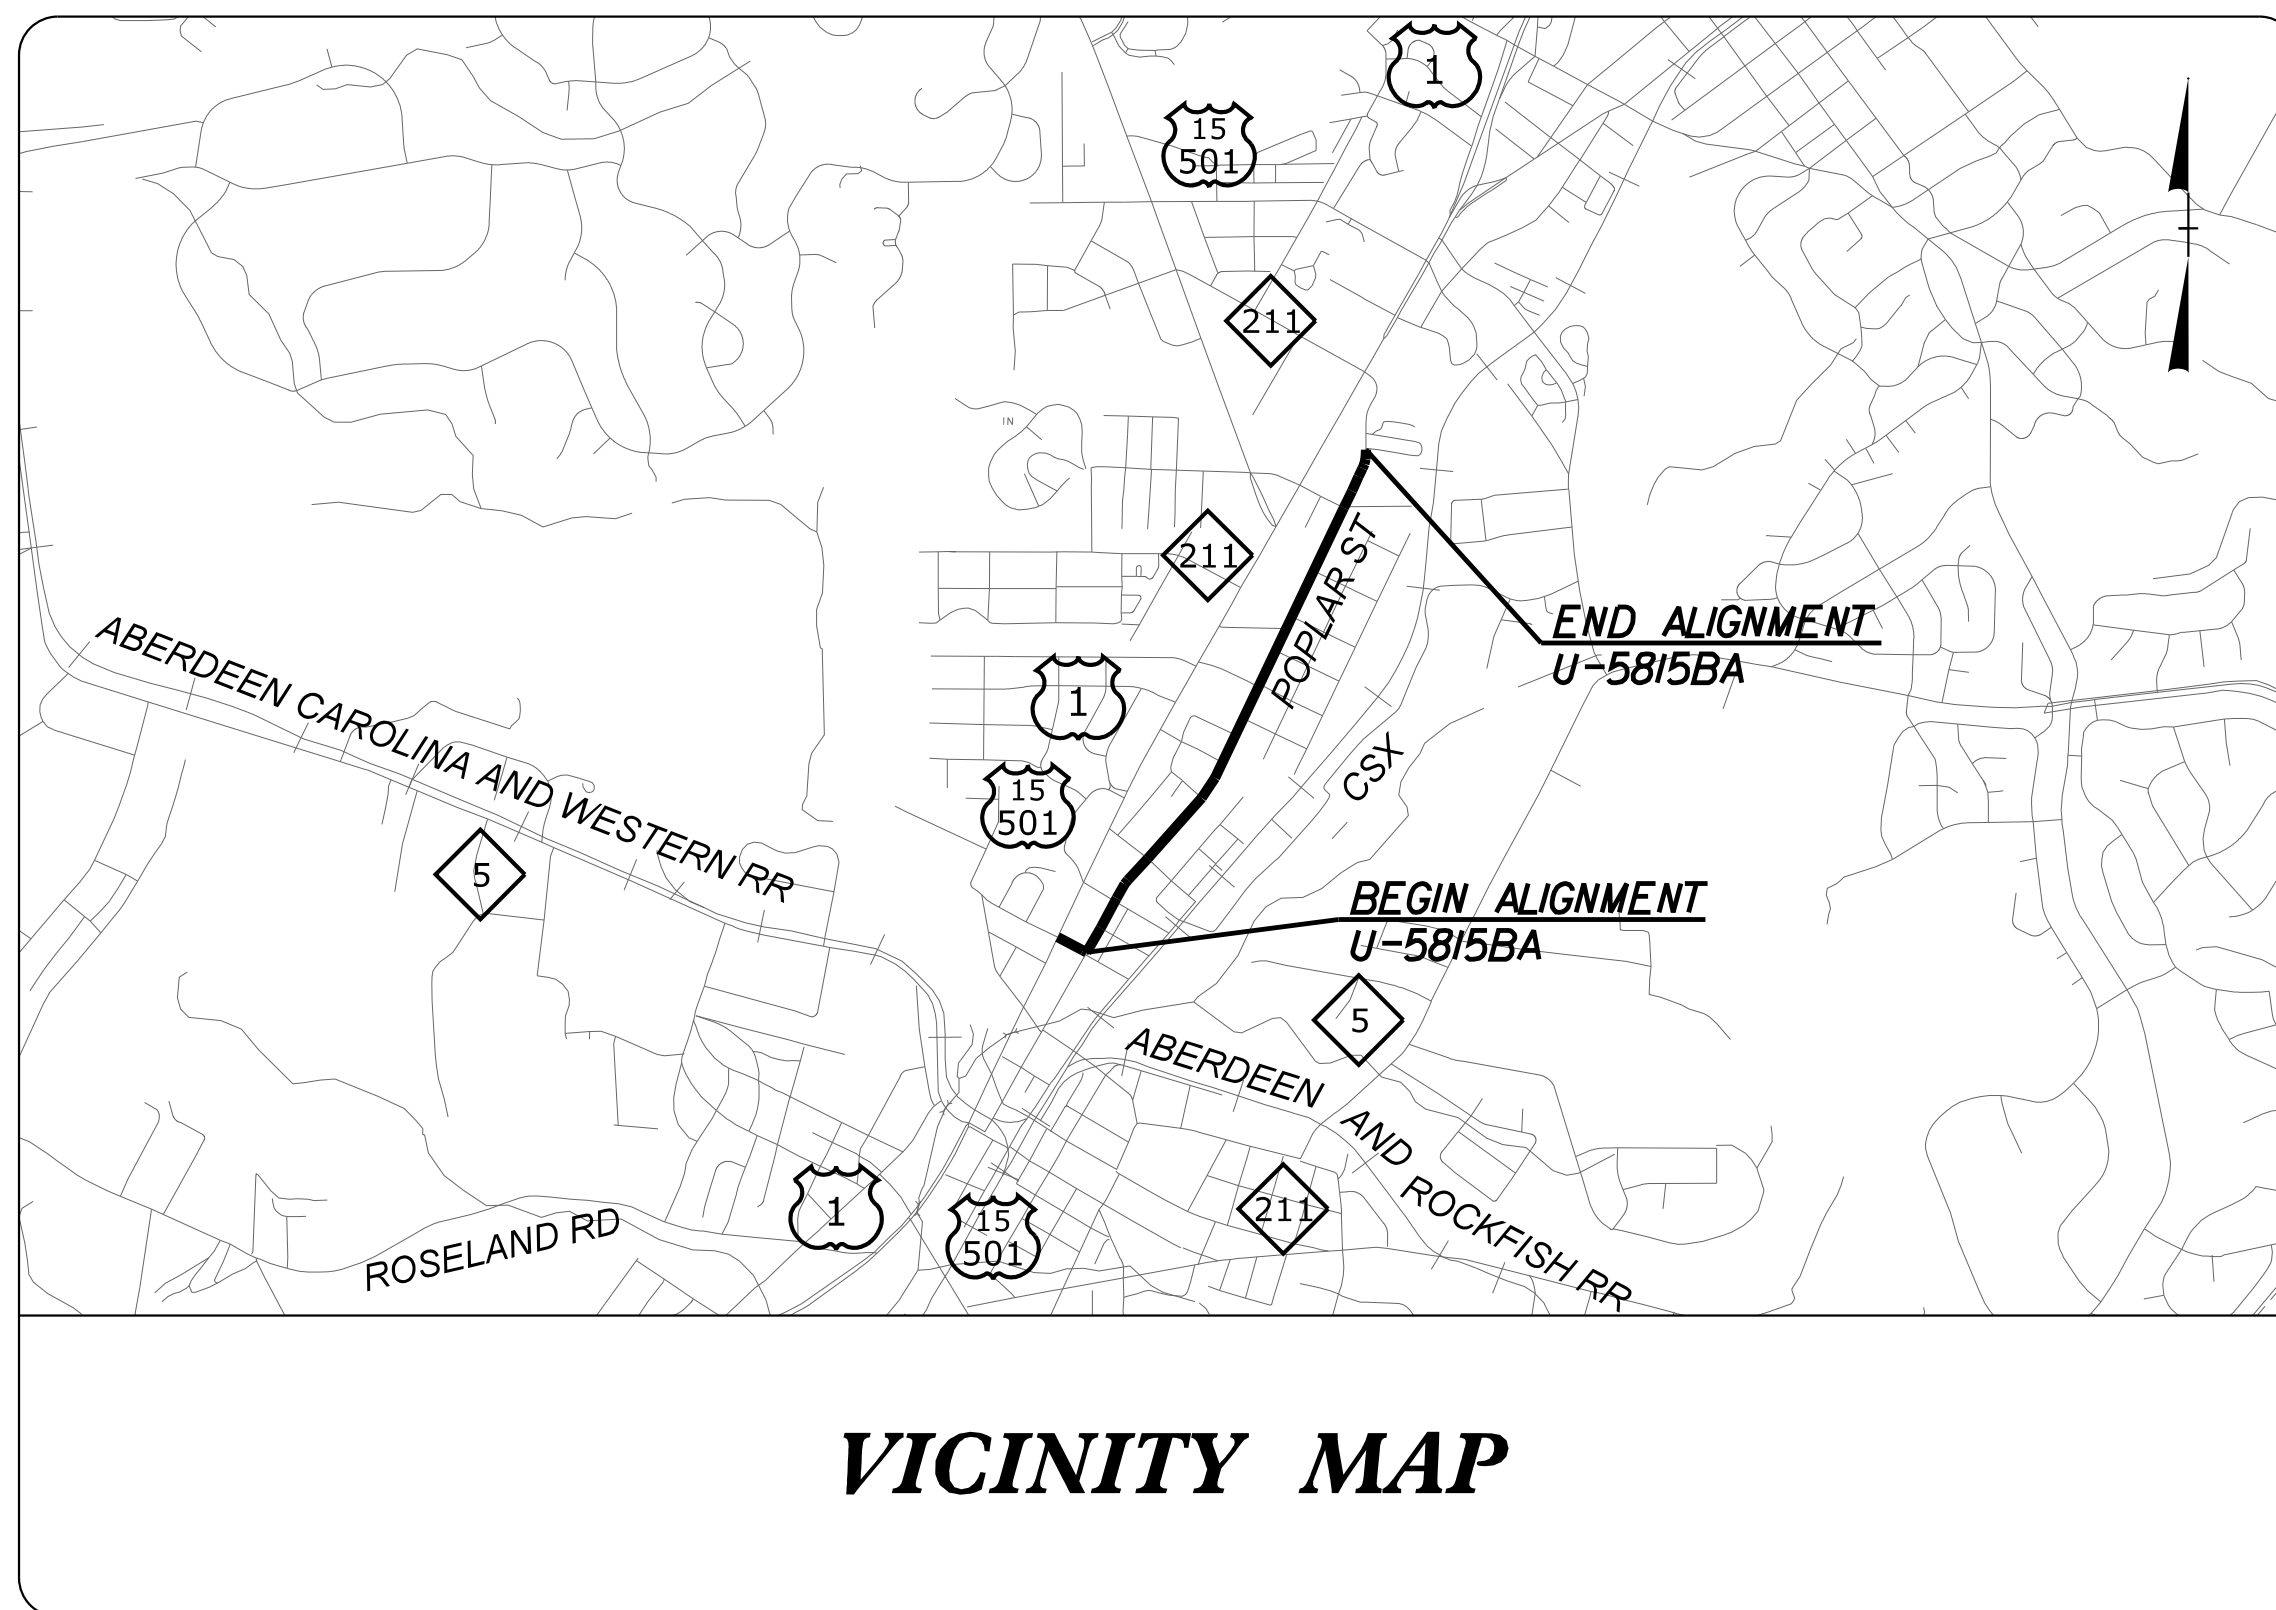 1
15
501
211
IN
211
POPLAR ST
END ALIGNMENT
U-5815BA
ABERDEEN CAROLINA AND WESTERN RR
1
CSX
15
501
5
BEGIN ALIGNMENT
U-5815BA
5
ABERDEEN AND ROCKFISH RR
1
211
15
501
ROSELAND RD
VICINITY MAP